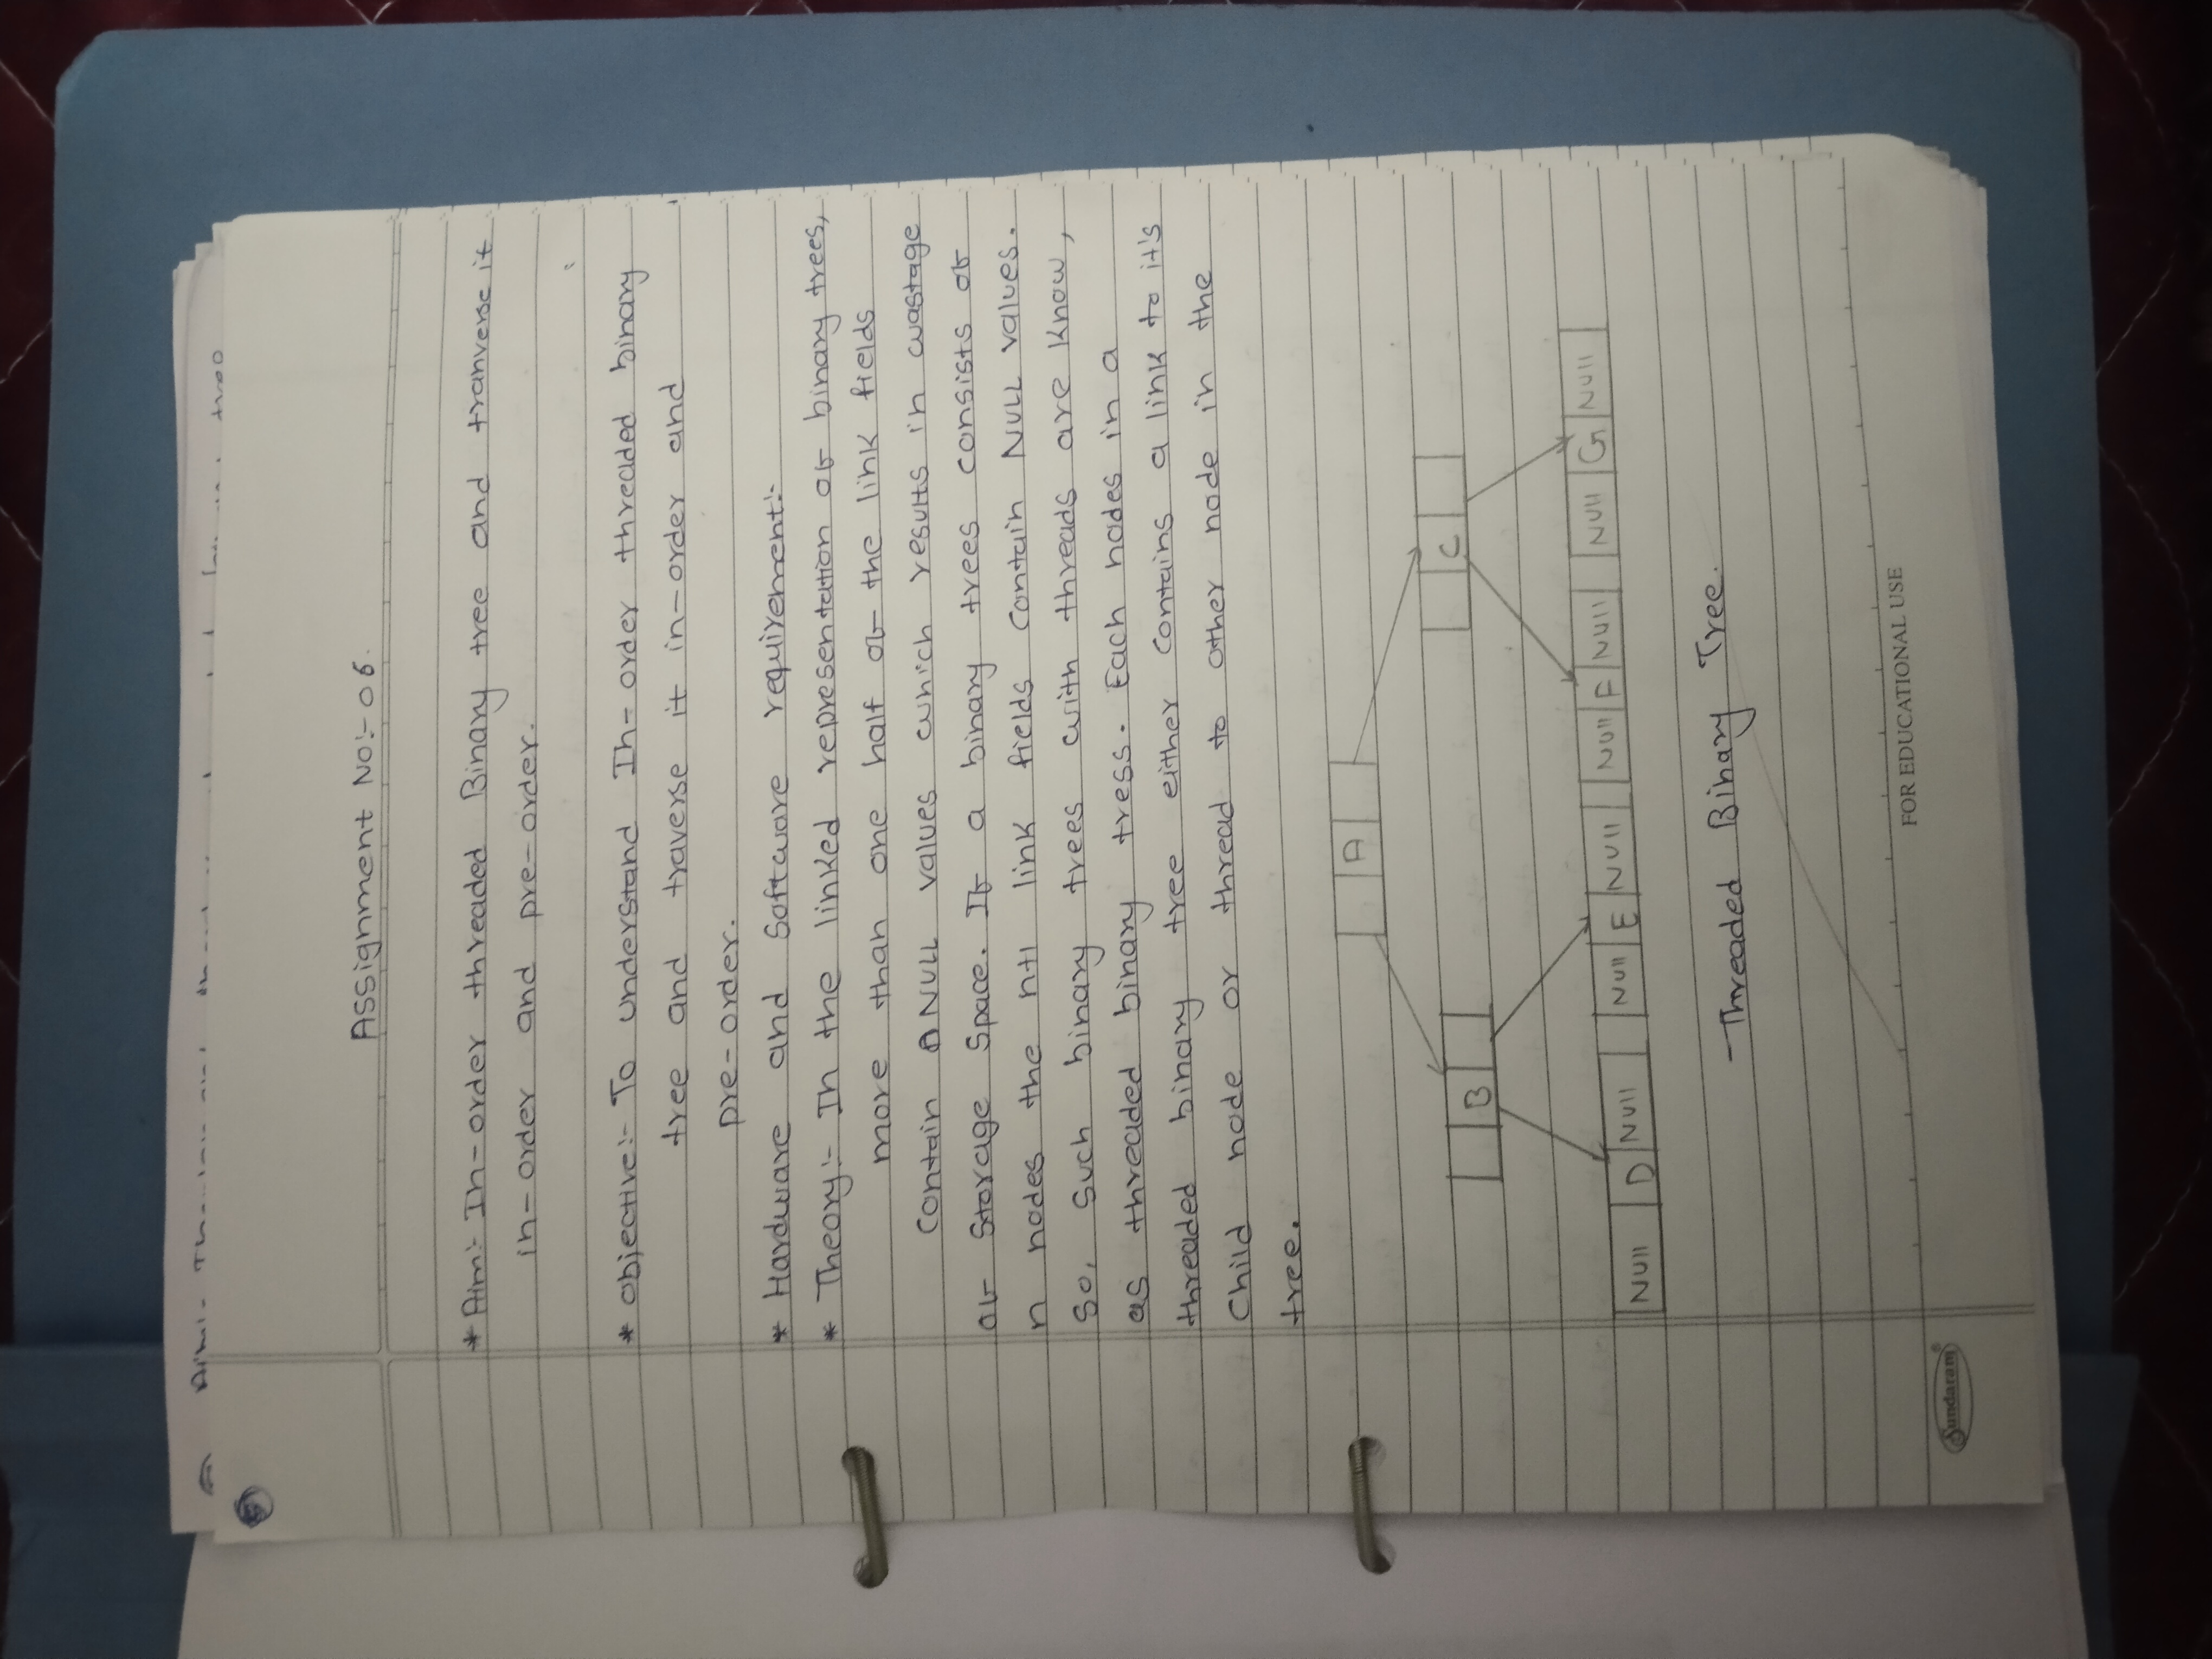 Assignment No:- 06.
* Aim:- In-order threaded Binary tree and tranverse it
in-order and pre-order.
* objective:- To understand In-order threaded binary
tree and traverse it in-order and
pre-order.
* Hardware and Software requirement:-
* Theory:- In the linked representation of binary trees,
more than one half of the link fields
contain NULL values which results in wastage
of storage space. If a binary trees consists of
n nodes the n+1 link fields contain NULL values.
So, such binary trees with threads are know,
as threaded binary tress. Each nodes in a
threaded binary tree either contains a link to it's
child node or thread to other node in the
tree.
A
B C
Null D Null Null E Null Null F Null Null G Null
-Threaded Binary Tree.
FOR EDUCATIONAL USE
Sundaram